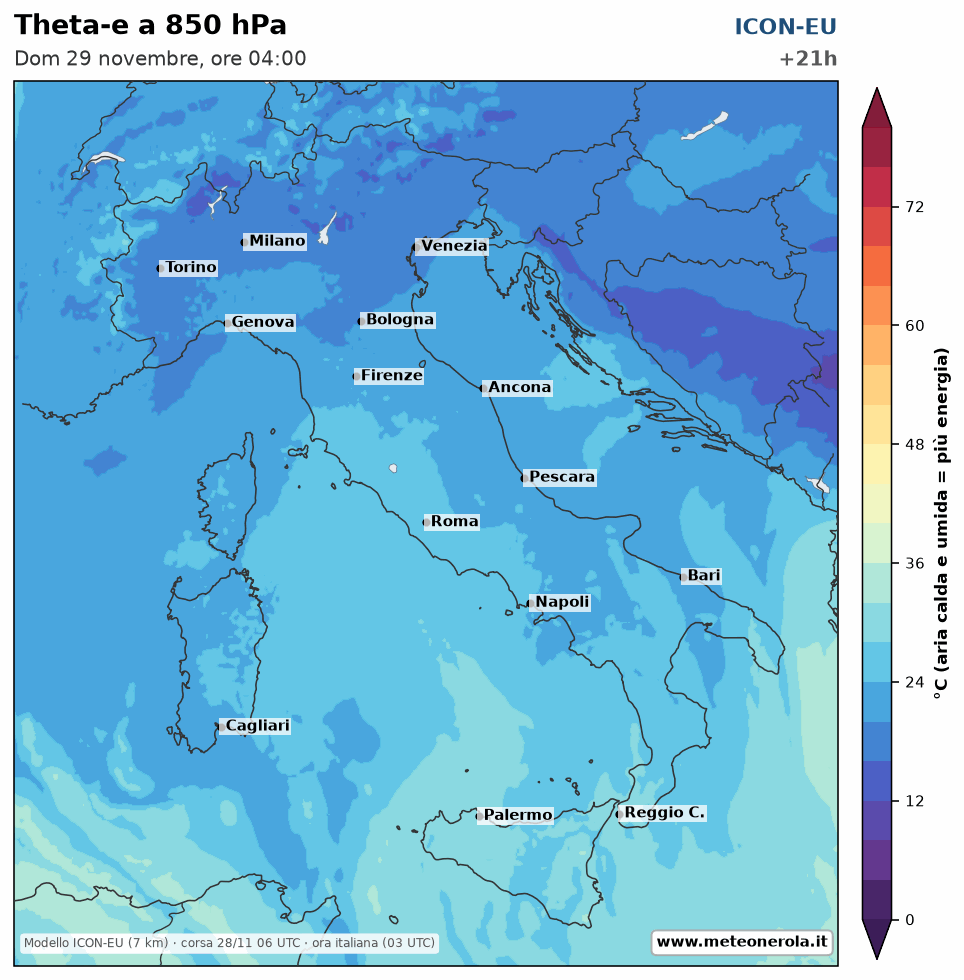 Theta-e a 850 hPa
ICON-EU
Dom 29 novembre, ore 04:00
+21h
Milano
Venezia
Torino
Genova
Bologna
Firenze
Ancona
Pescara
Roma
Bari
Napoli
Cagliari
Palermo
Reggio C.
72
60
48
36
24
12
0
°C (aria calda e umida = più energia)
Modello ICON-EU (7 km) · corsa 28/11 06 UTC · ora italiana (03 UTC)
www.meteonerola.it